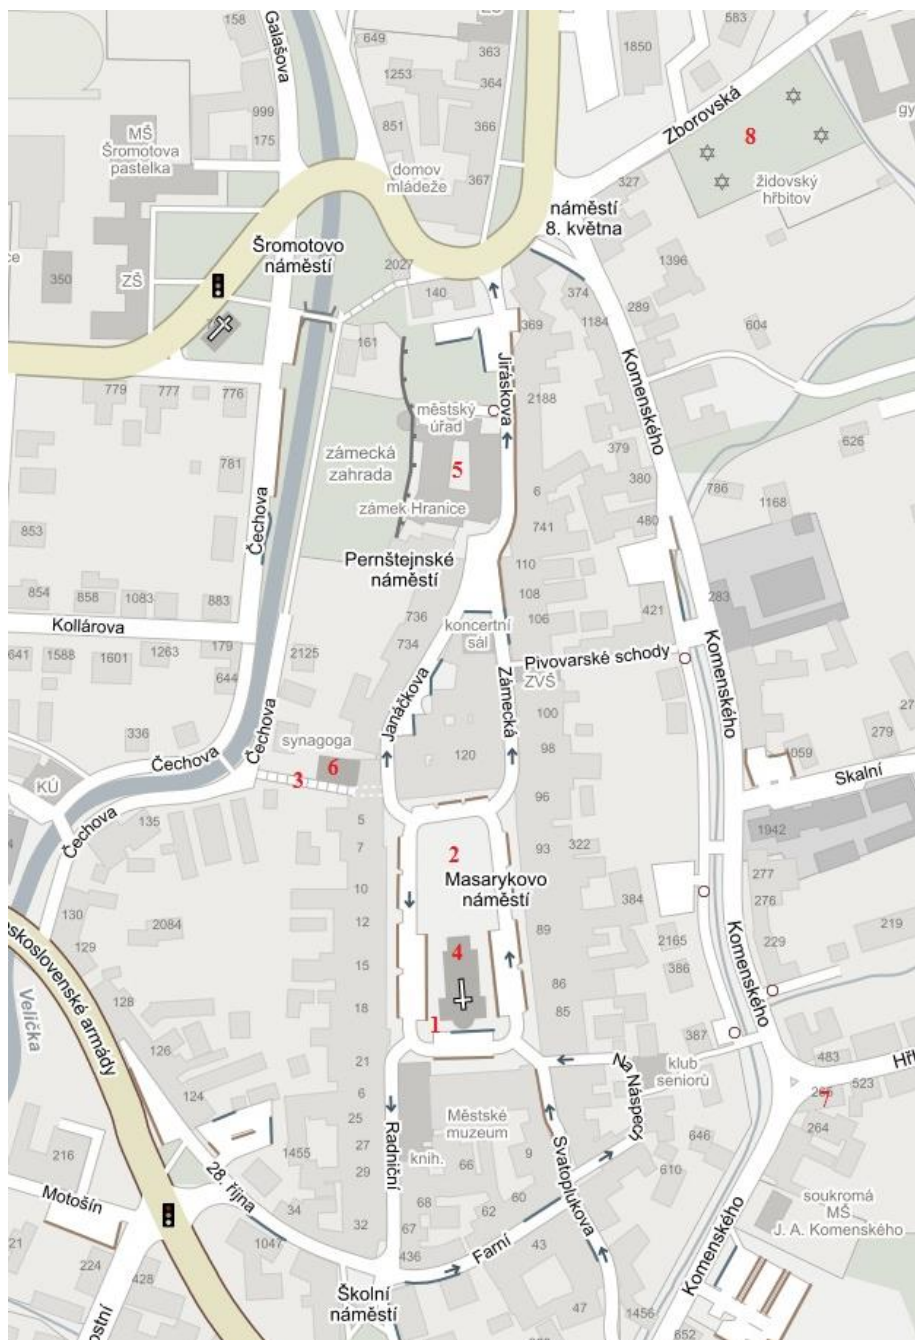 158
Galašova
649
363
583
1850
1253
364
MŠ
Šromotova
pastelka
999
175
851
366
Zborovská
8
domov
mládeže
367
327
židovský
hřbitov
náměstí
8. května
Šromotovo
náměstí
350
ZŠ
2027
140
374
1396
289
1184
369
604
161
779
777
776
Jiráskova
2188
Komenského
městský
úřad
379
626
781
zámecká
zahrada
5
380
786
1168
6
zámek Hranice
480
741
853
Čechova
Pernštejnské
náměstí
110
854
858
1083
883
108
283
736
106
421
Kollárova
koncertní
sál
734
641
1588
1601
1263
179
2125
Pivovarské schody
ZVŠ
Komenského
644
Janáčkova
Zámecká
100
336
synagoga
98
279
120
1059
Čechova
Čechova
6
3
KÚ
Skalní
96
Čechova
135
5
1942
7
2
93
322
277
Masarykovo
náměstí
10
384
276
130
2084
12
89
219
129
4
2165
229
Československé armády
15
386
Komenského
128
86
18
85
Velička
1
387
126
21
483
klub
seniorů
Na Náspech
523
124
6
7
265
25
Městské
muzeum
264
216
1455
27
knih.
9
646
Radniční
29
66
Svatoplukova
610
28. října
Motošín
34
68
60
soukromá
MŠ
J. A. Komenského
62
32
67
Farní
21
1047
436
43
Komenského
224
428
Školní
náměstí
47
1456
652